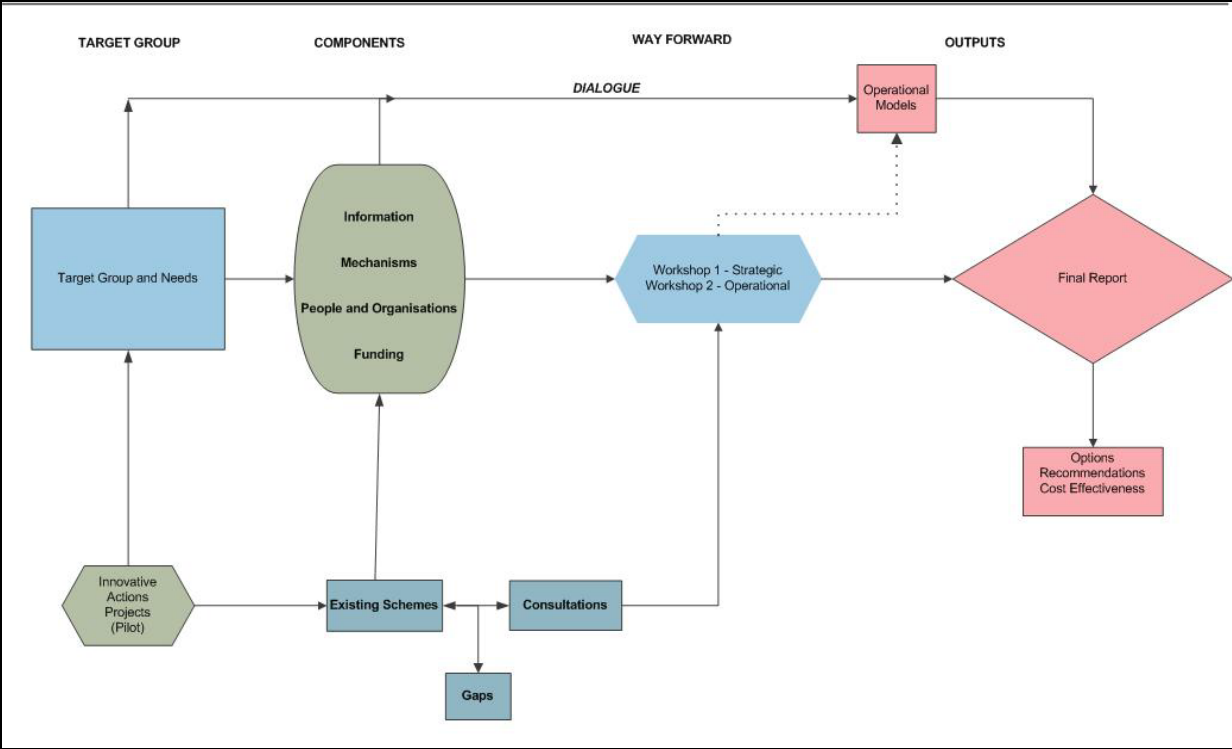 TARGET GROUP
COMPONENTS
WAY FORWARD
OUTPUTS
DIALOGUE
Operational
Models
Information
Mechanisms
People and Organisations
Funding
Target Group and Needs
Workshop 1 - Strategic
Workshop 2 - Operational
Final Report
Options
Recommendations
Cost Effectiveness
Innovative
Actions
Projects
(Pilot)
Existing Schemes
Consultations
Gaps